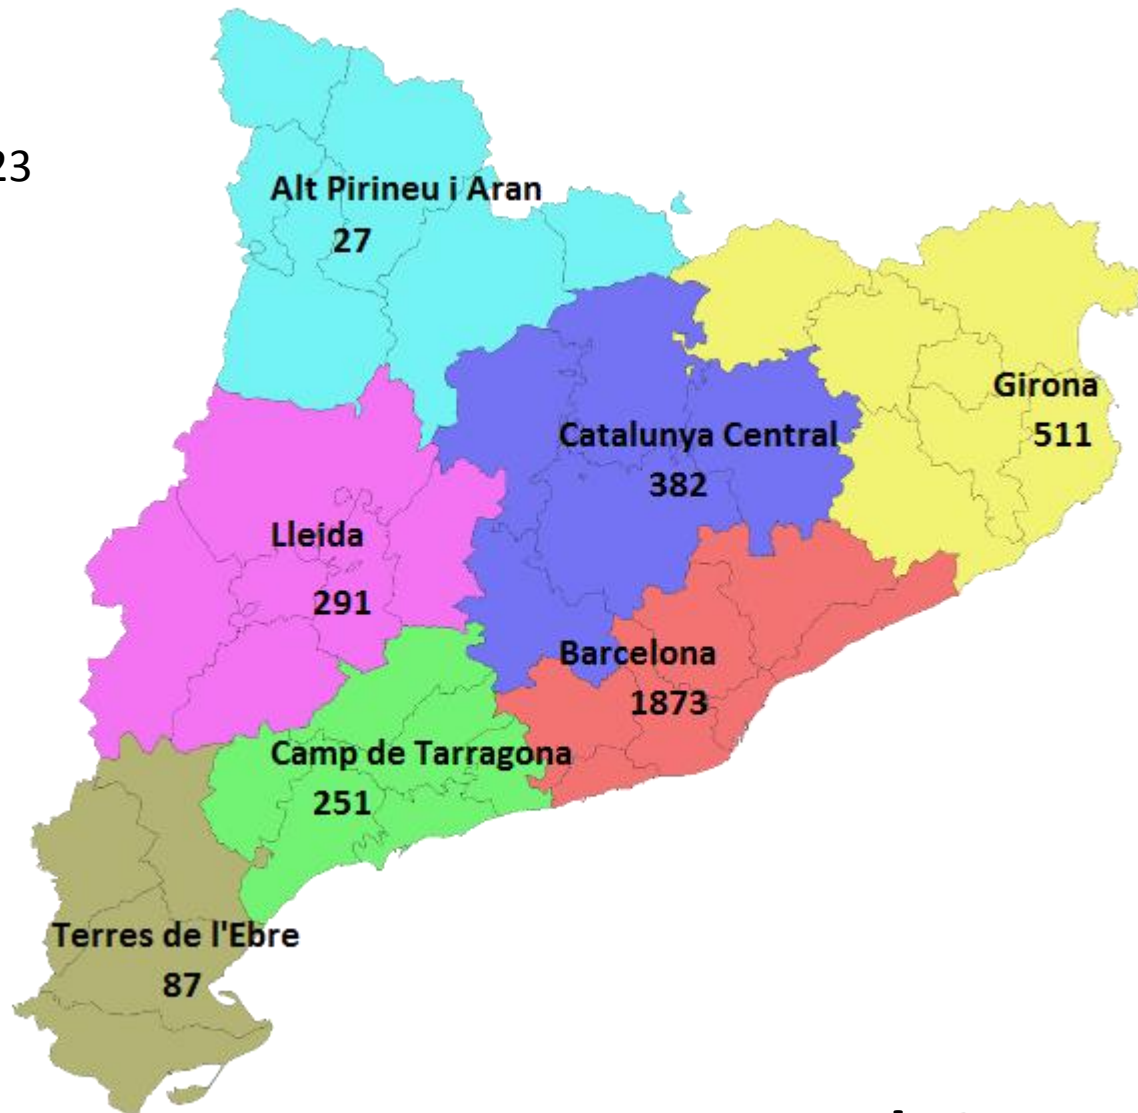 23
Alt Pirineu i Aran
27
Girona
511
Catalunya Central
382
Lleida
291
Barcelona
1873
Camp de Tarragona
251
Terres de l'Ebre
87